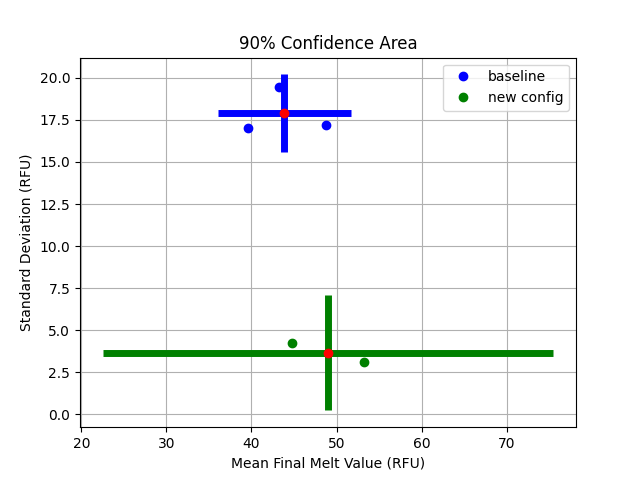 90% Confidence Area
baseline
new config
Standard Deviation (RFU)
20.0
17.5
15.0
12.5
10.0
7.5
5.0
2.5
0.0
20 30 40 50 60 70
Mean Final Melt Value (RFU)